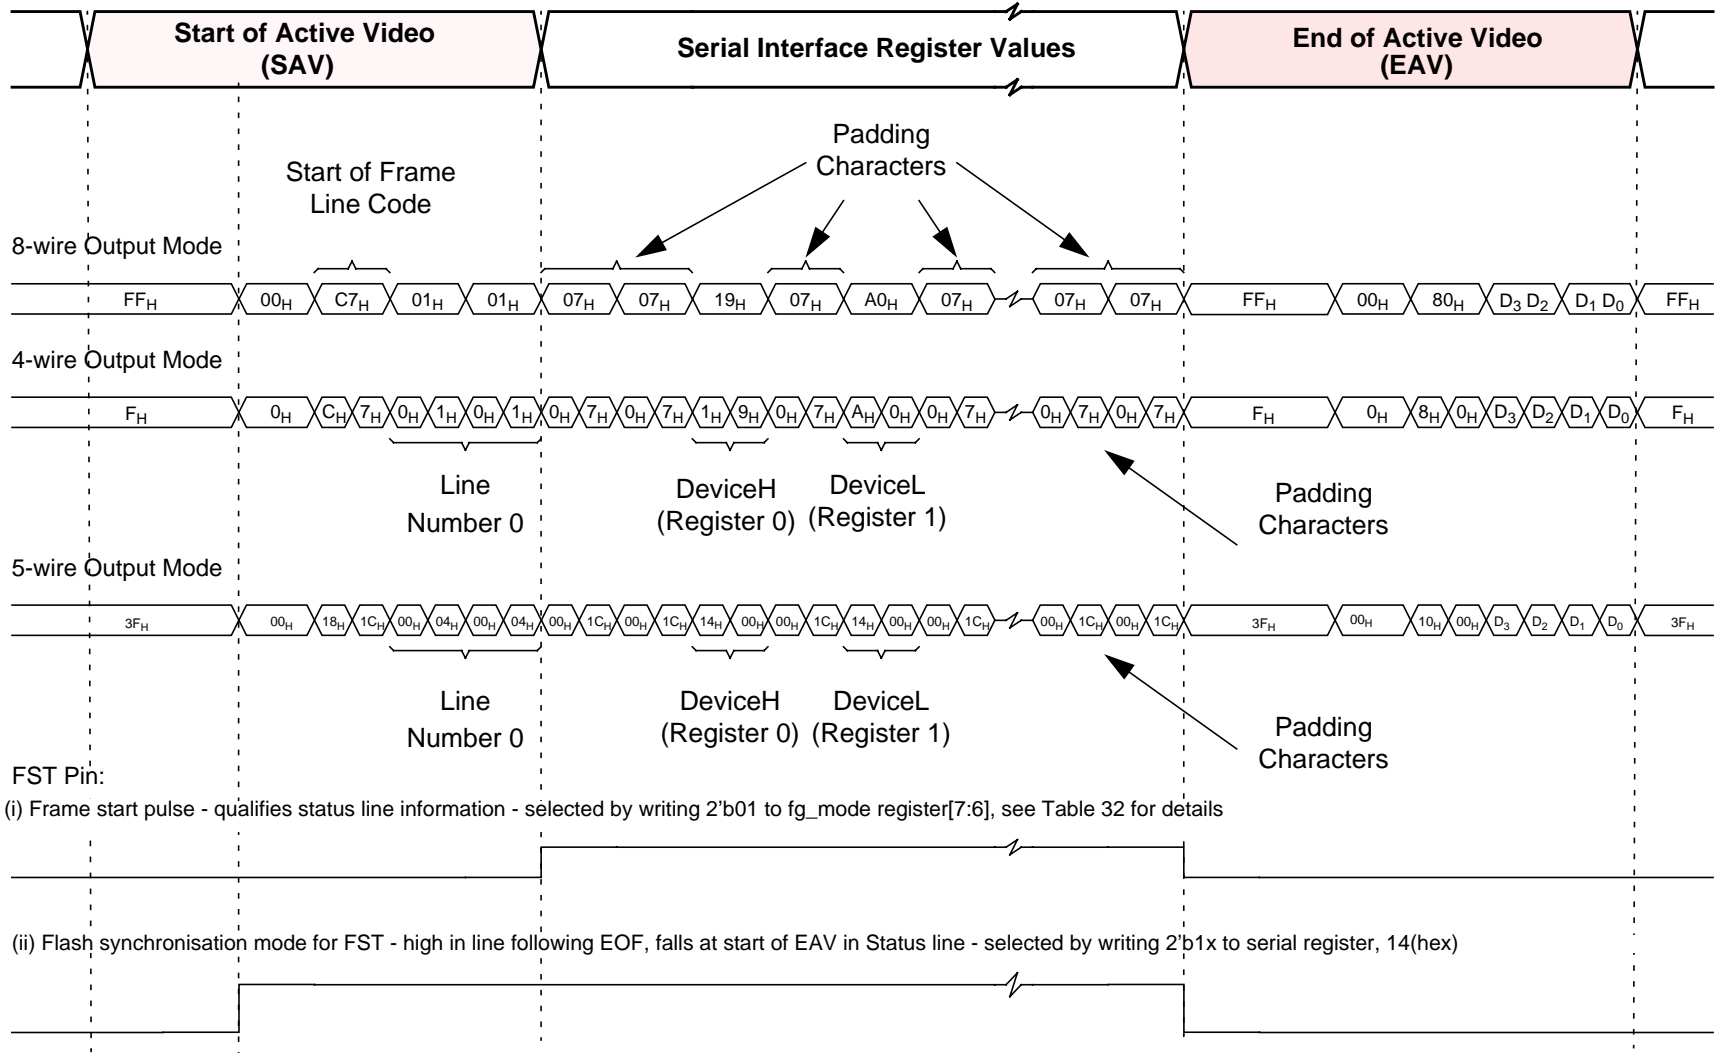 Start of Active Video
(SAV)
Serial Interface Register Values
End of Active Video
(EAV)
Padding
Characters
Start of Frame
Line Code
8-wire Output Mode
FFH 00H C7H 01H 01H 07H 07H 19H 07H A0H 07H 07H 07H FFH 00H 80H D3 D2 D1 D0 FFH
4-wire Output Mode
FH 0H CH 7H 0H 1H 0H 1H 0H 7H 0H 7H 1H 9H 0H 7H AH 0H 0H 7H 0H 7H 0H 7H FH 0H 8H 0H D3 D2 D1 D0 FH
Line
Number 0
DeviceH
(Register 0)
DeviceL
(Register 1)
Padding
Characters
5-wire Output Mode
3FH 00H 18H 1CH 00H 04H 00H 04H 00H 1CH 00H 1CH 14H 00H 00H 1CH 14H 00H 00H 1CH 00H 1CH 00H 1CH 3FH 00H 10H 00H D3 D2 D1 D0 3FH
Line
Number 0
DeviceH
(Register 0)
DeviceL
(Register 1)
Padding
Characters
FST Pin:
(i) Frame start pulse - qualifies status line information - selected by writing 2'b01 to fg_mode register[7:6], see Table 32 for details
(ii) Flash synchronisation mode for FST - high in line following EOF, falls at start of EAV in Status line - selected by writing 2'b1x to serial register, 14(hex)